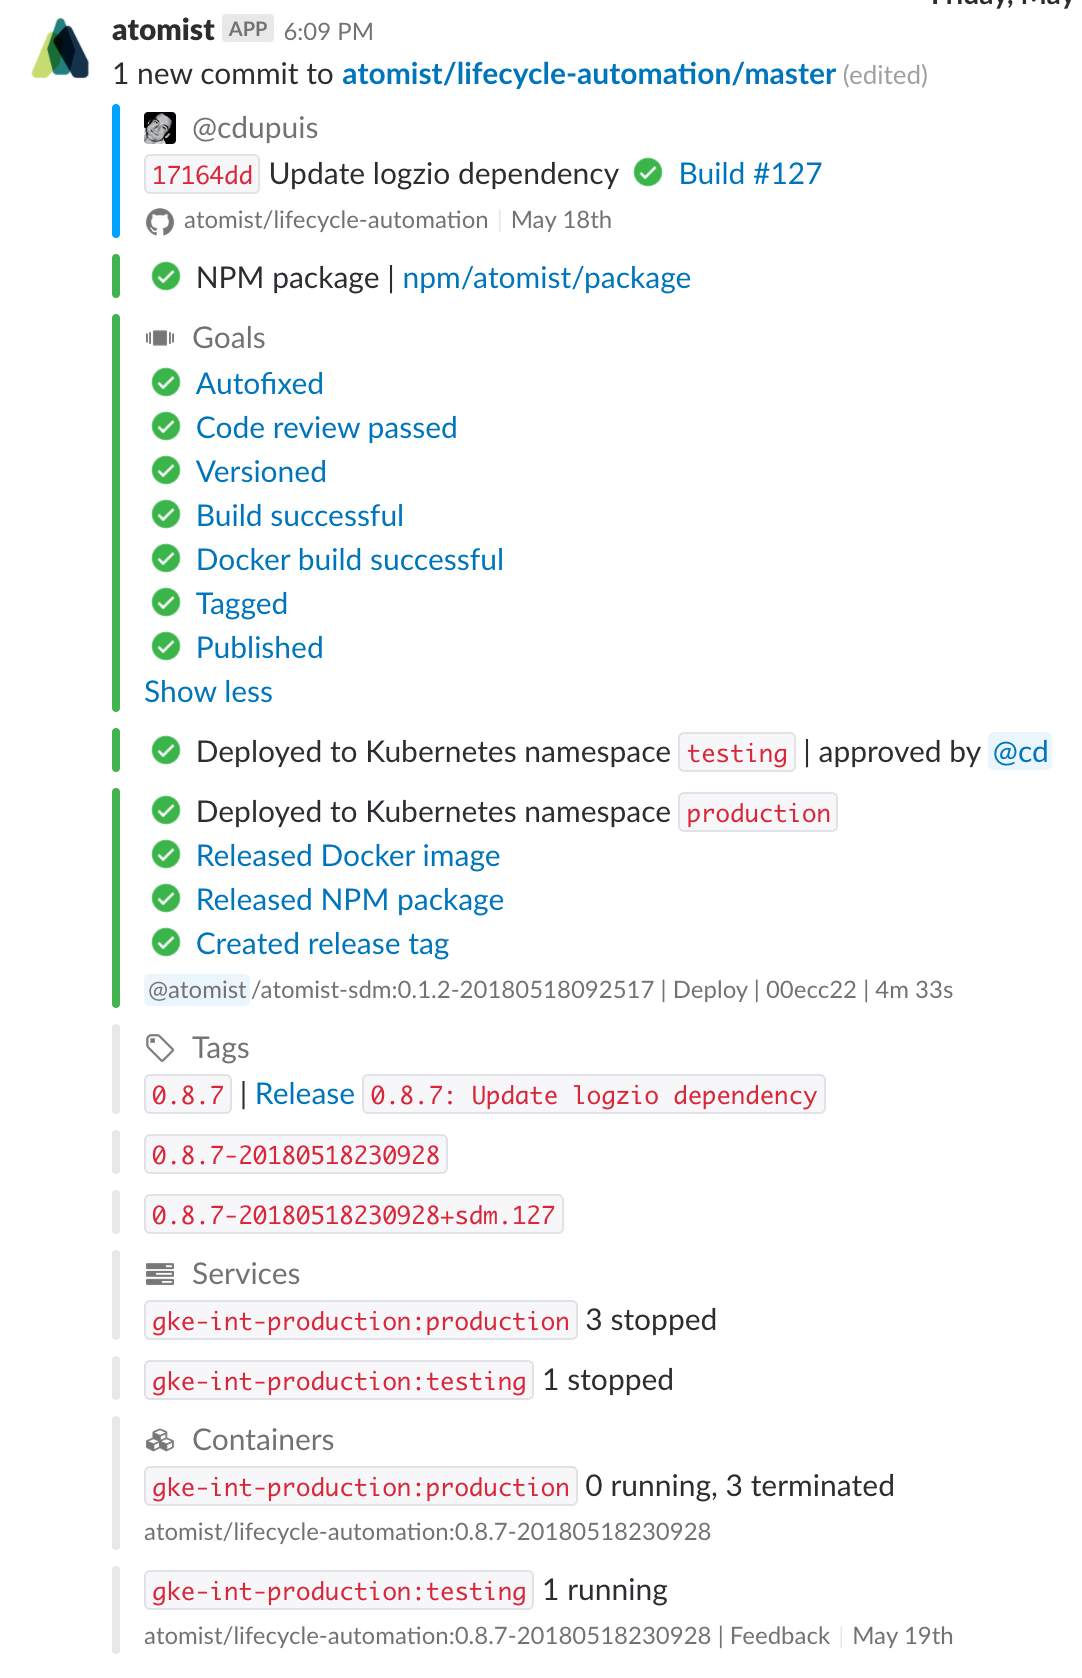 Friday, May
atomist APP 6:09 PM
1 new commit to atomist/lifecycle-automation/master (edited)
@cdupuis
17164dd Update logzio dependency Build #127
atomist/lifecycle-automation | May 18th
NPM package | npm/atomist/package
Goals
Autofixed
Code review passed
Versioned
Build successful
Docker build successful
Tagged
Published
Show less
Deployed to Kubernetes namespace testing | approved by @cd
Deployed to Kubernetes namespace production
Released Docker image
Released NPM package
Created release tag
@atomist/atomist-sdm:0.1.2-20180518092517 | Deploy | 00ecc22 | 4m 33s
Tags
0.8.7 | Release 0.8.7: Update logzio dependency
0.8.7-20180518230928
0.8.7-20180518230928+sdm.127
Services
gke-int-production:production 3 stopped
gke-int-production:testing 1 stopped
Containers
gke-int-production:production 0 running, 3 terminated
atomist/lifecycle-automation:0.8.7-20180518230928
gke-int-production:testing 1 running
atomist/lifecycle-automation:0.8.7-20180518230928 | Feedback | May 19th